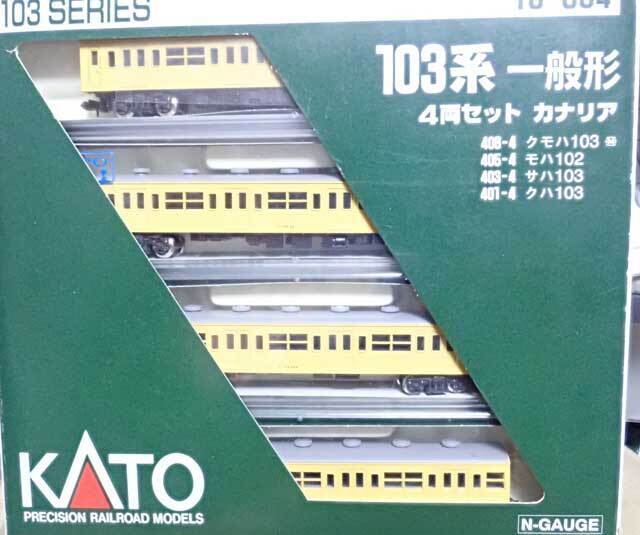 103 SERIES
103系 一般形
4両セット カナリア
408-4 クモハ103 M
405-4 モハ102
403-4 サハ103
401-4 クハ103
KATO
PRECISION RAILROAD MODELS
N-GAUGE